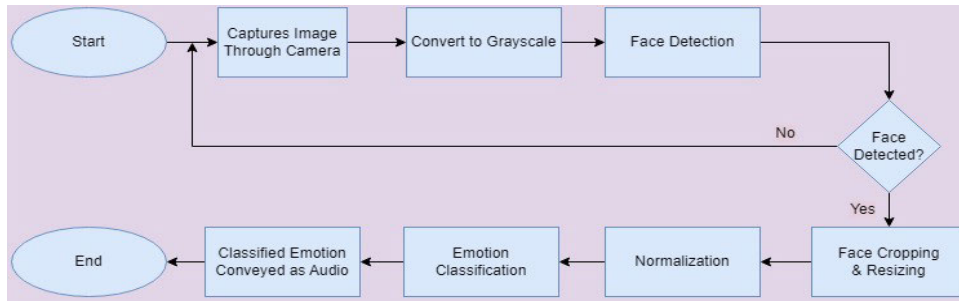 Start
Captures Image
Through Camera
Convert to Grayscale
Face Detection
Face
Detected?
No
Yes
Face Cropping
& Resizing
Normalization
Emotion
Classification
Classified Emotion
Conveyed as Audio
End